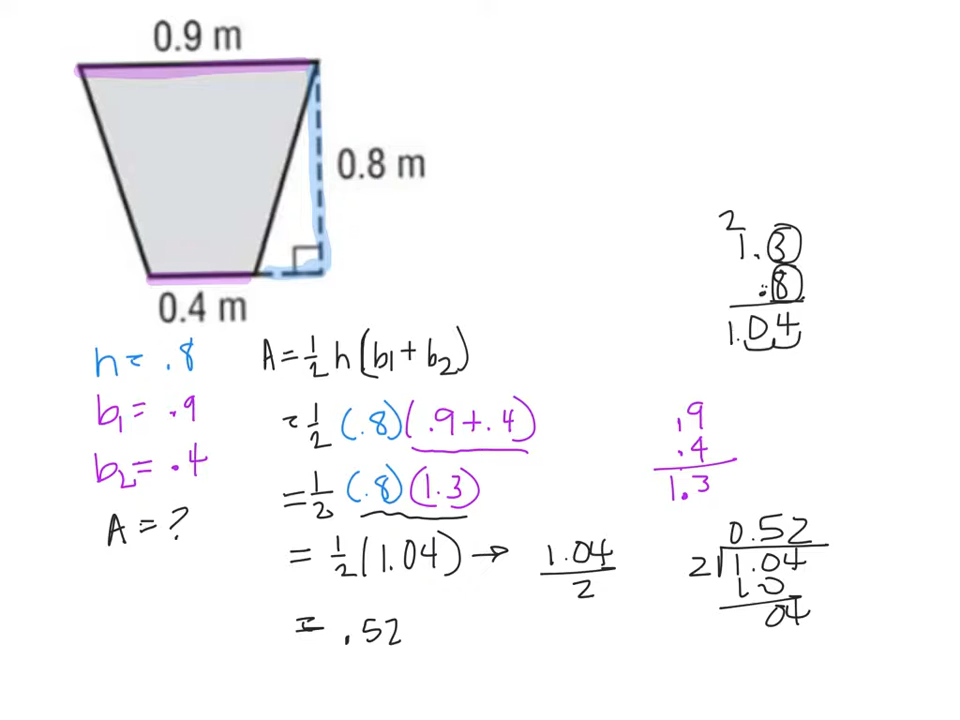 0.9 m
0.8 m
0.4 m
h = .8
b₁ = .9
b₂ = .4
A = ?
A = ½ h (b₁ + b₂)
= ½ (.8)(.9 + .4)
= ½ (.8)(1.3)
= ½ (1.04) → 1.04/2
= .52
2
1.3
.8
1.04
.9
.4
1.3
0.52
2 1.04
1 0
04